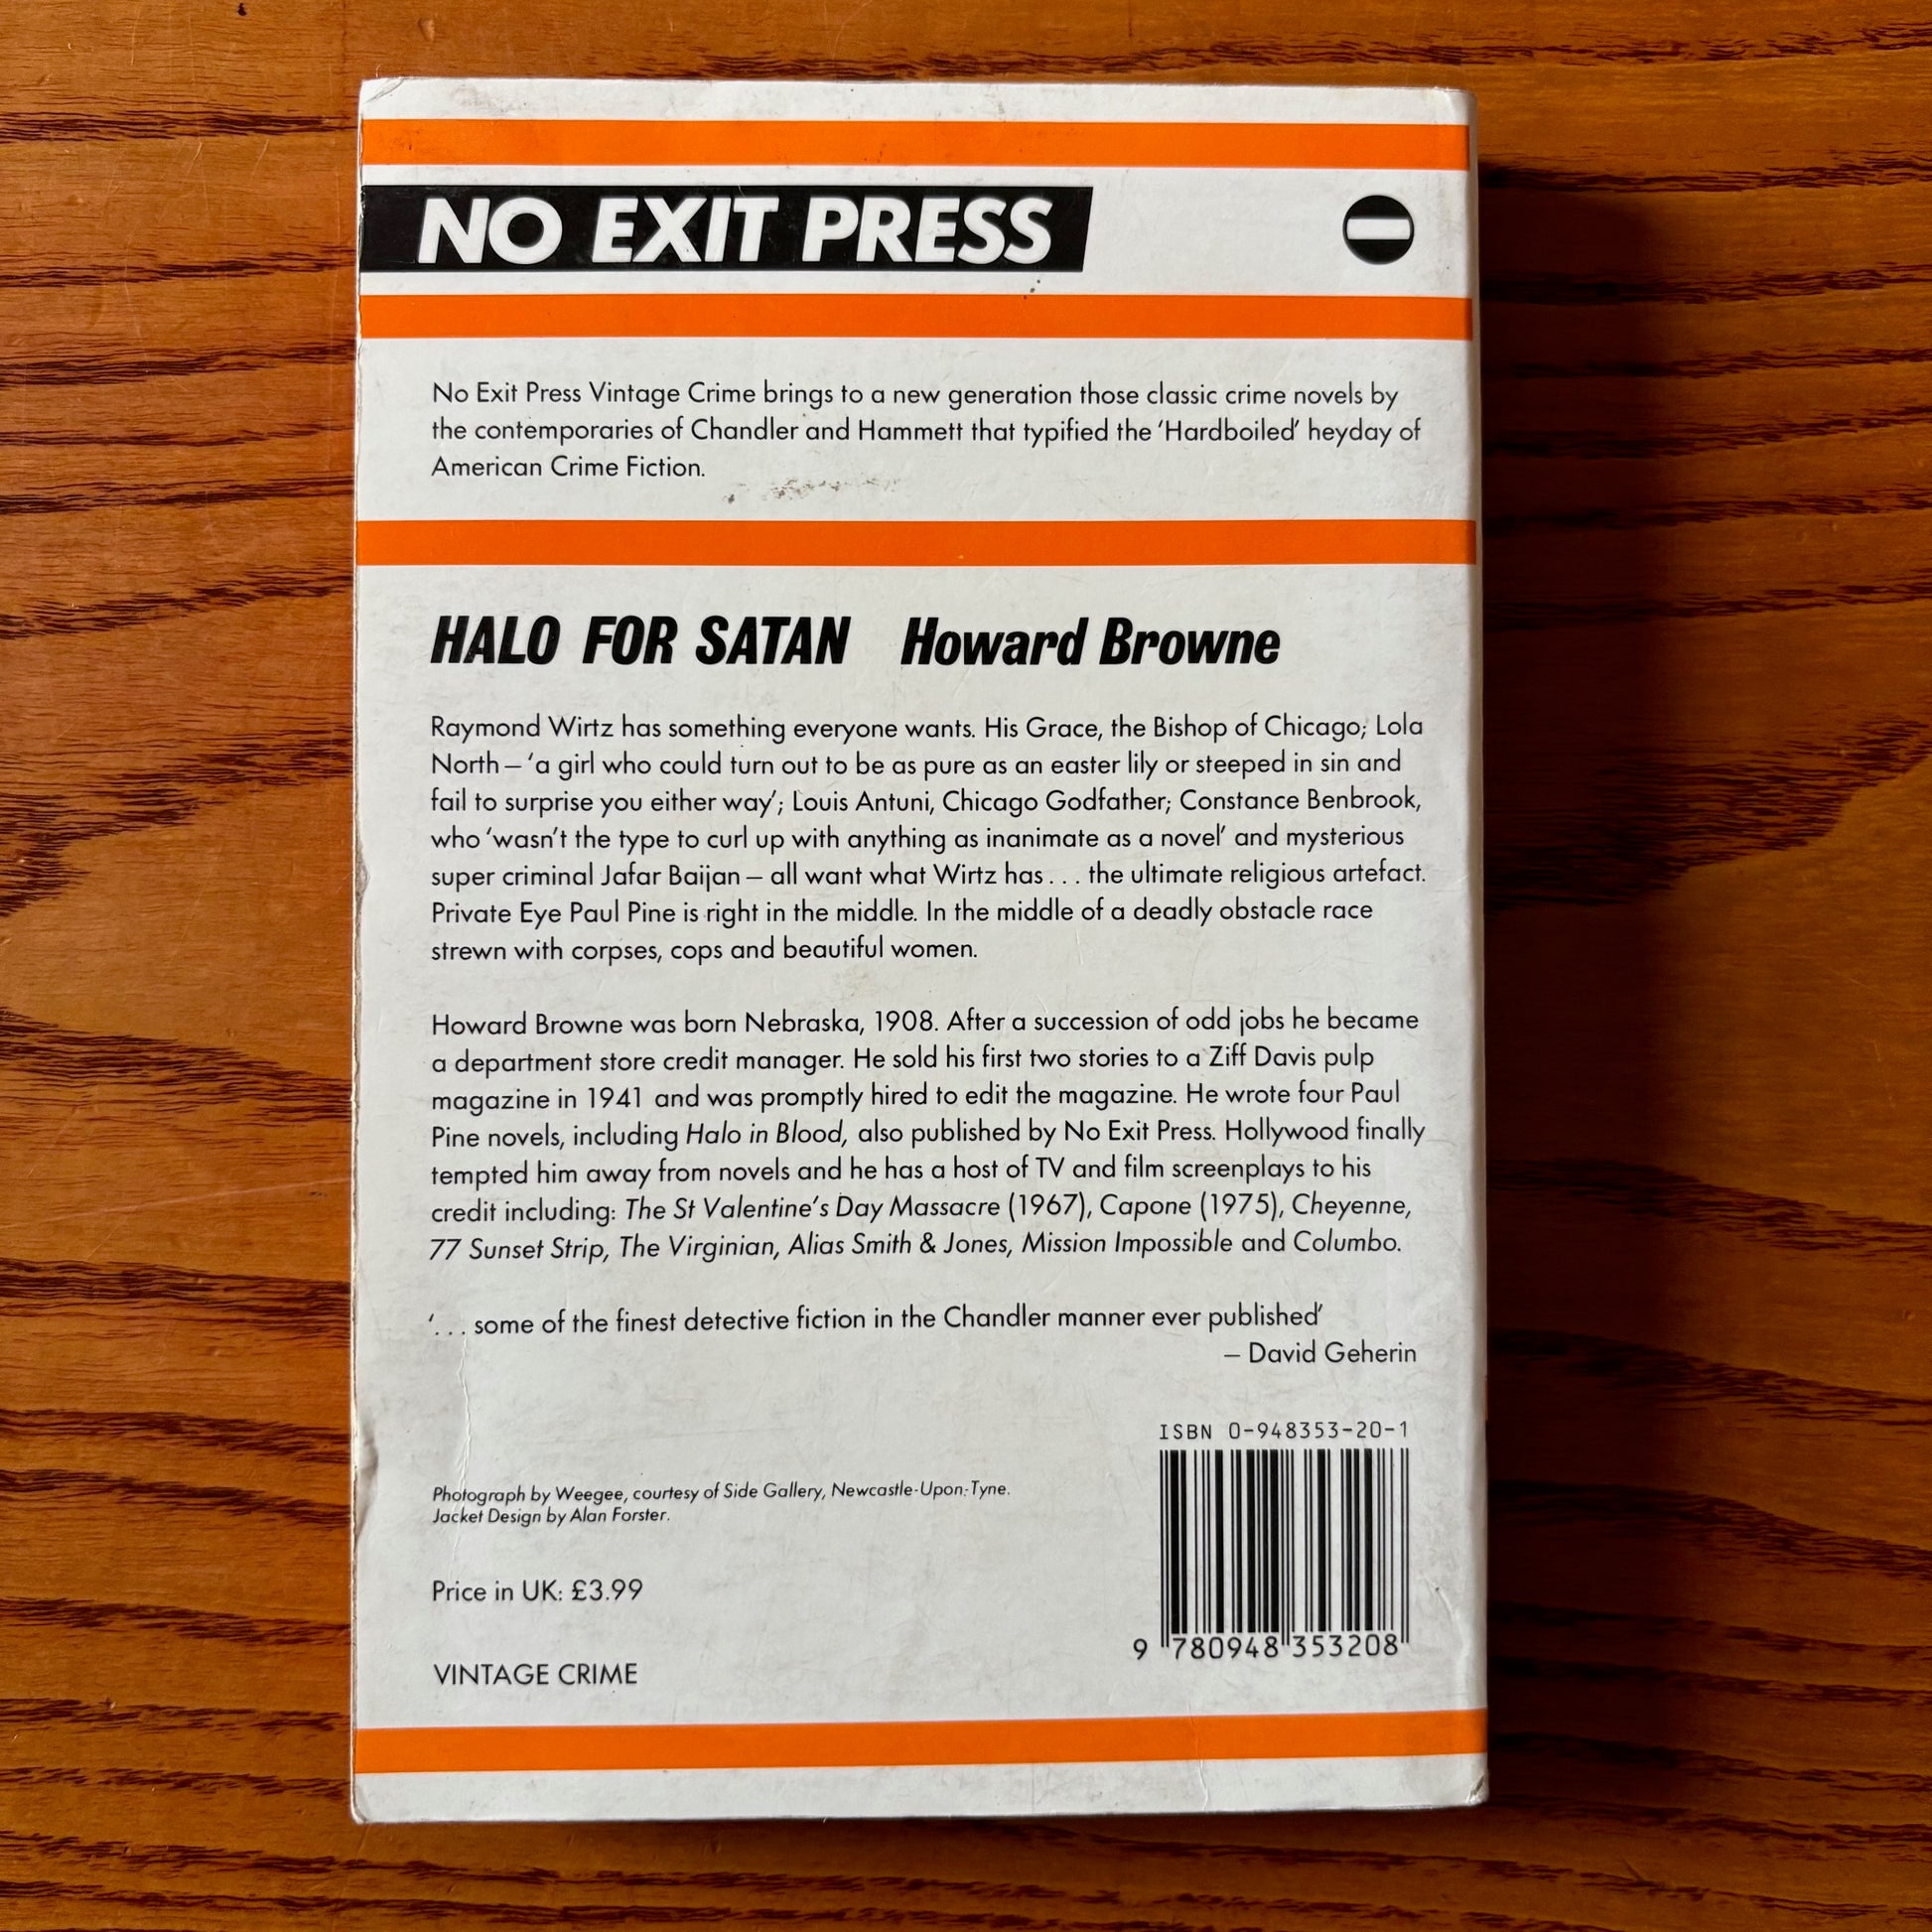 NO EXIT PRESS
No Exit Press Vintage Crime brings to a new generation those classic crime novels by
the contemporaries of Chandler and Hammett that typified the ‘Hardboiled’ heyday of
American Crime Fiction.
HALO FOR SATAN Howard Browne
Raymond Wirtz has something everyone wants. His Grace, the Bishop of Chicago; Lola
North – ‘a girl who could turn out to be as pure as an easter lily or steeped in sin and
fail to surprise you either way’; Louis Antuni, Chicago Godfather; Constance Benbrook,
who ‘wasn’t the type to curl up with anything as inanimate as a novel’ and mysterious
super criminal Jafar Baijan – all want what Wirtz has . . . the ultimate religious artefact.
Private Eye Paul Pine is right in the middle. In the middle of a deadly obstacle race
strewn with corpses, cops and beautiful women.
Howard Browne was born Nebraska, 1908. After a succession of odd jobs he became
a department store credit manager. He sold his first two stories to a Ziff Davis pulp
magazine in 1941 and was promptly hired to edit the magazine. He wrote four Paul
Pine novels, including Halo in Blood, also published by No Exit Press. Hollywood finally
tempted him away from novels and he has a host of TV and film screenplays to his
credit including: The St Valentine’s Day Massacre (1967), Capone (1975), Cheyenne,
77 Sunset Strip, The Virginian, Alias Smith & Jones, Mission Impossible and Columbo.
‘. . . some of the finest detective fiction in the Chandler manner ever published’
– David Geherin
ISBN 0-948353-20-1
Photograph by Weegee, courtesy of Side Gallery, Newcastle-Upon-Tyne.
Jacket Design by Alan Forster.
Price in UK: £3.99
9 780948 353208
VINTAGE CRIME